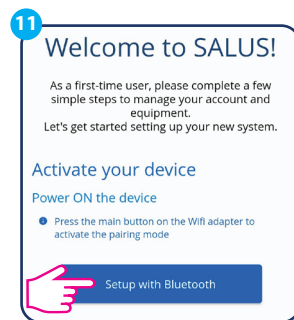 11
Welcome to SALUS!
As a first-time user, please complete a few
simple steps to manage your account and
equipment.
Let's get started setting up your new system.
Activate your device
Power ON the device
Press the main button on the Wifi adapter to
activate the pairing mode
Setup with Bluetooth